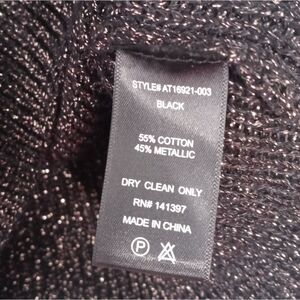 STYLE# AT16921-003
BLACK
55% COTTON
45% METALLIC
DRY CLEAN ONLY
RN# 141397
MADE IN CHINA
P